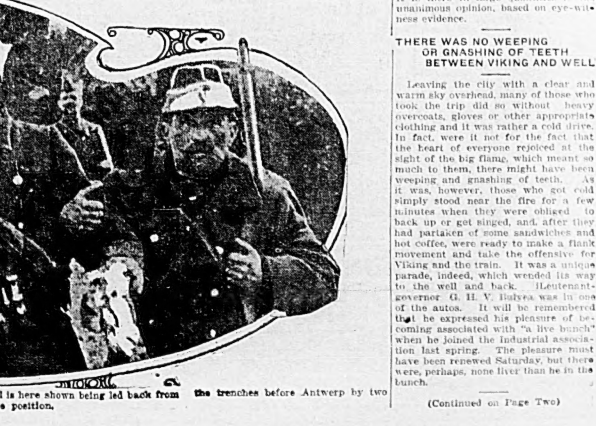 unanimous opinion, based on eye-wit-
ness evidence.
THERE WAS NO WEEPING
OR GNASHING OF TEETH
BETWEEN VIKING AND WELL
Leaving the city with a clear and
warm sky overhead, many of those who
took the trip did so without heavy
overcoats, gloves or other appropriate
clothing and it was rather a cold drive.
In fact, were it not for the fact that
the heart of everyone rejoiced at the
sight of the big flame, which meant so
much to them, there might have been
weeping and gnashing of teeth. As
it was, however, those who got cold
simply stood near the fire for a few
minutes when they were obliged to
back up or get singed, and, after they
had partaken of some sandwiches and
hot coffee, were ready to make a flank
movement and take the offensive for
Viking and the train. It was a unique
parade, indeed, which wended its way
to the well and back. Lieutenant-
governor G. H. V. Bulyea was in one
of the autos. It will be remembered
that he expressed his pleasure of be-
coming associated with "a live bunch"
when he joined the Industrial Associa-
tion last spring. The pleasure must
have been renewed Saturday, but there
were, perhaps, none liver than he in the
bunch.
(Continued on Page Two)
is here shown being led back from the trenches before Antwerp by two
position.